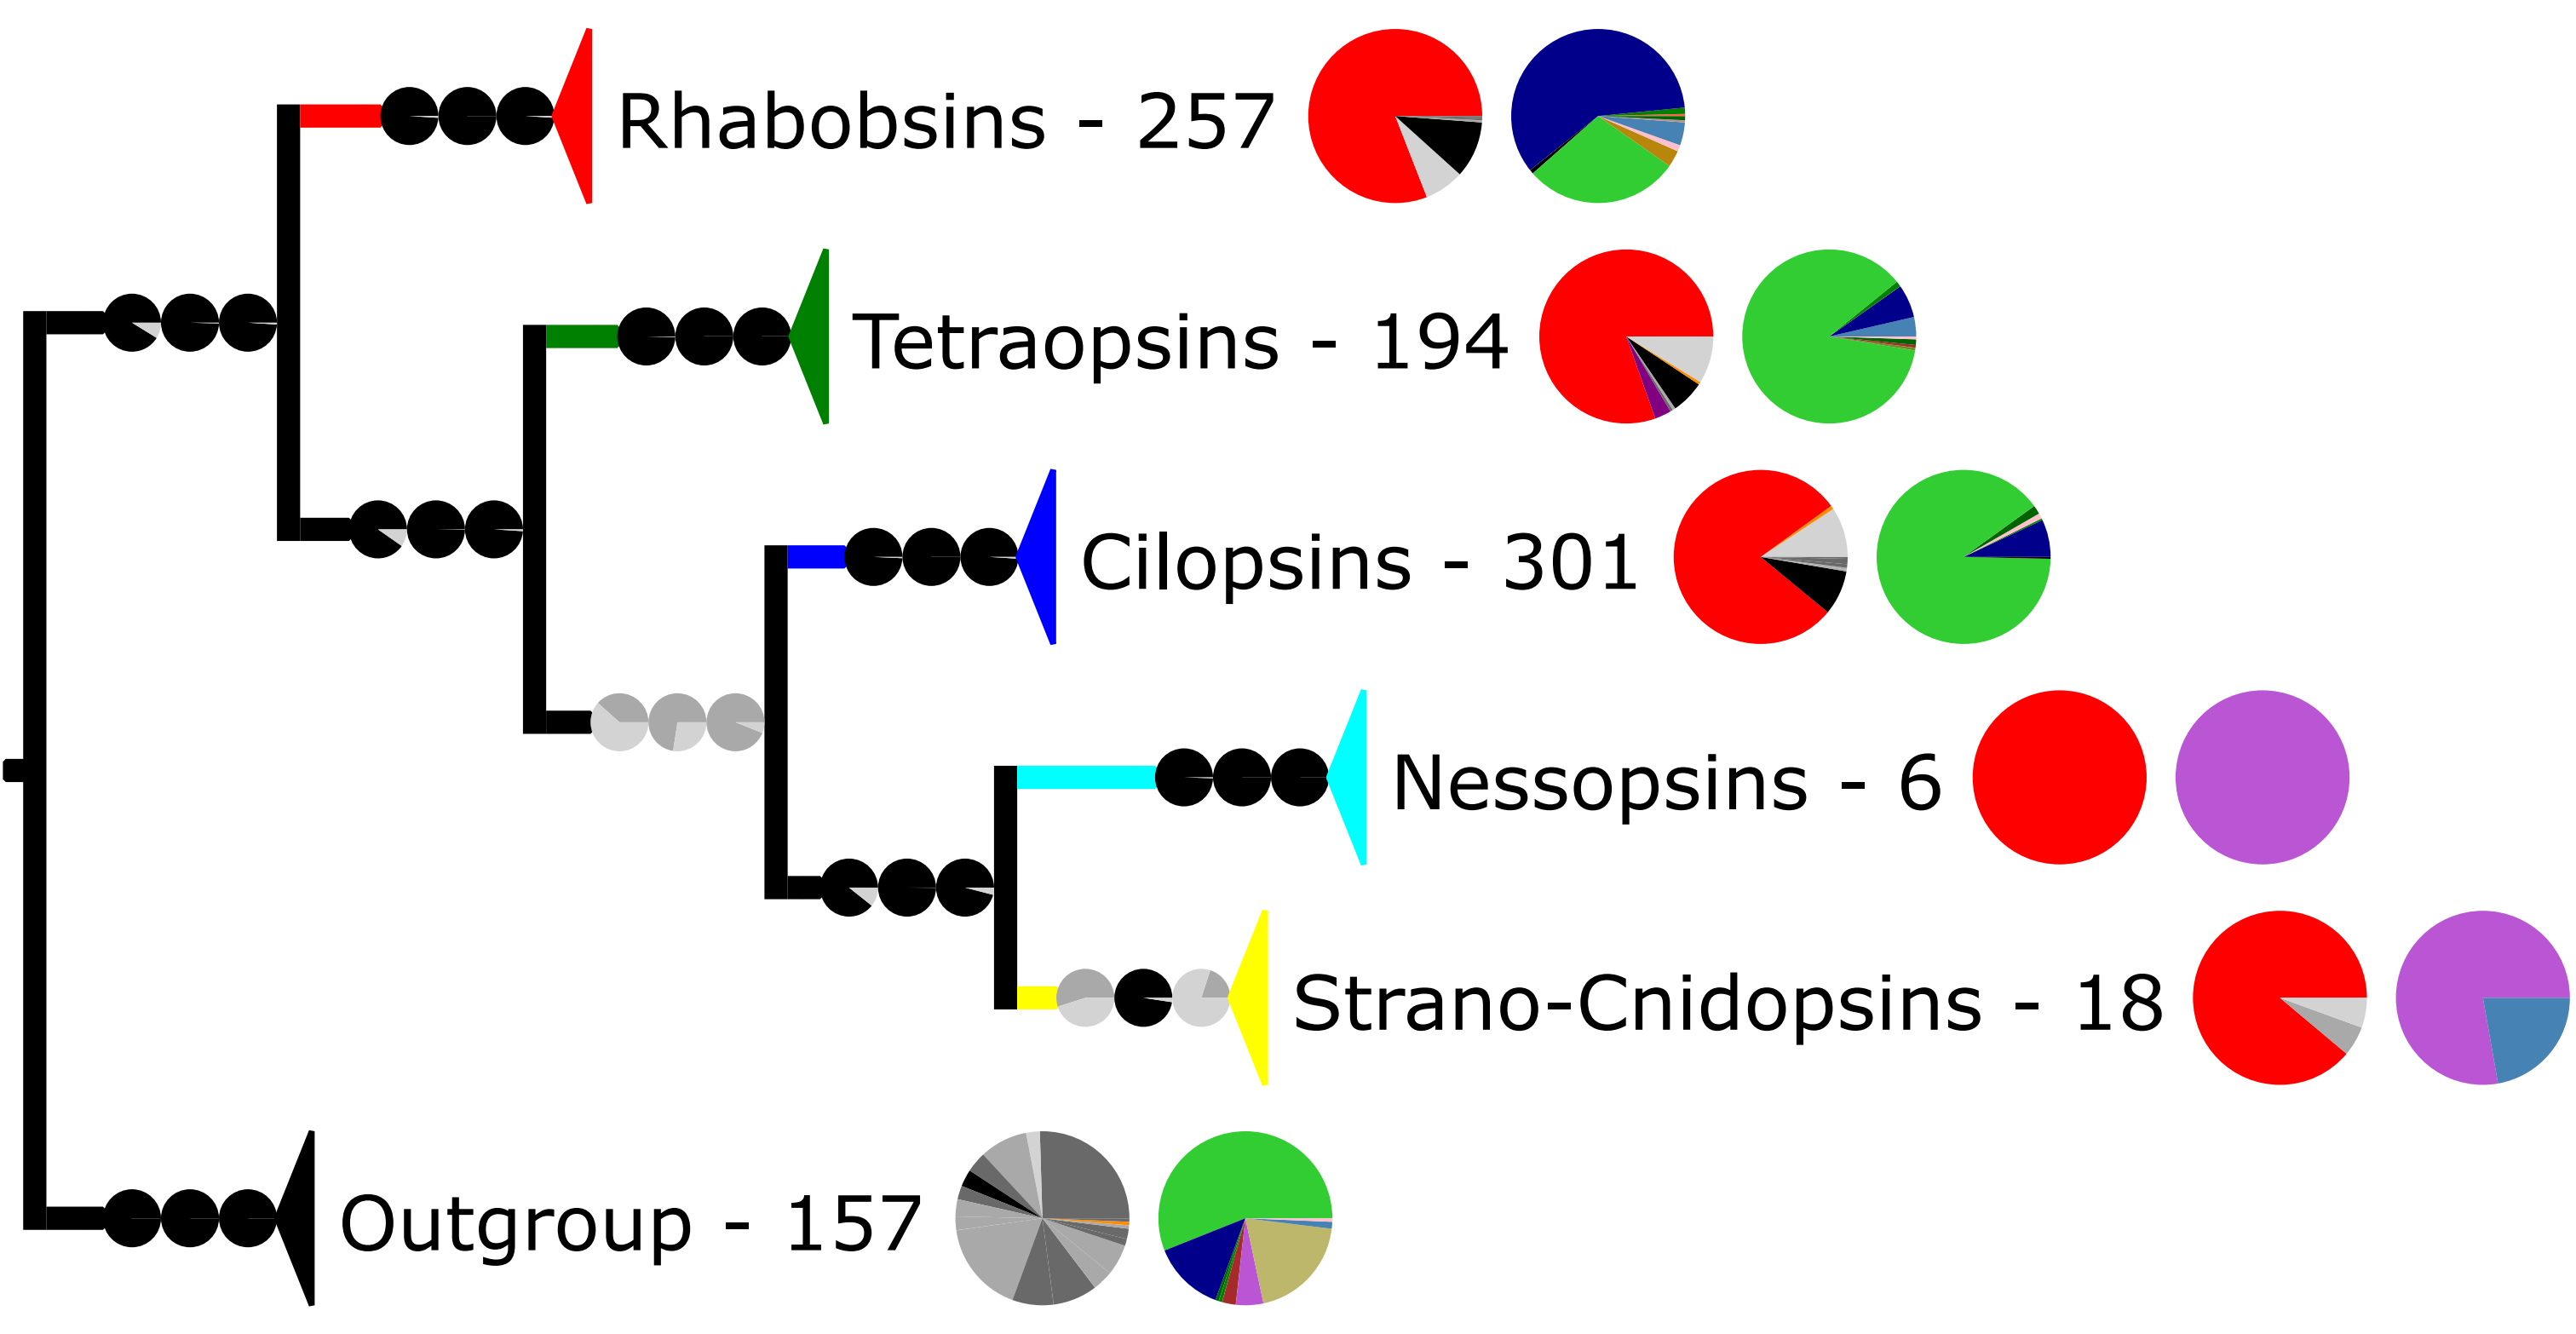 Rhabobsins - 257
Tetraopsins - 194
Cilopsins - 301
Nessopsins - 6
Strano-Cnidopsins - 18
Outgroup - 157